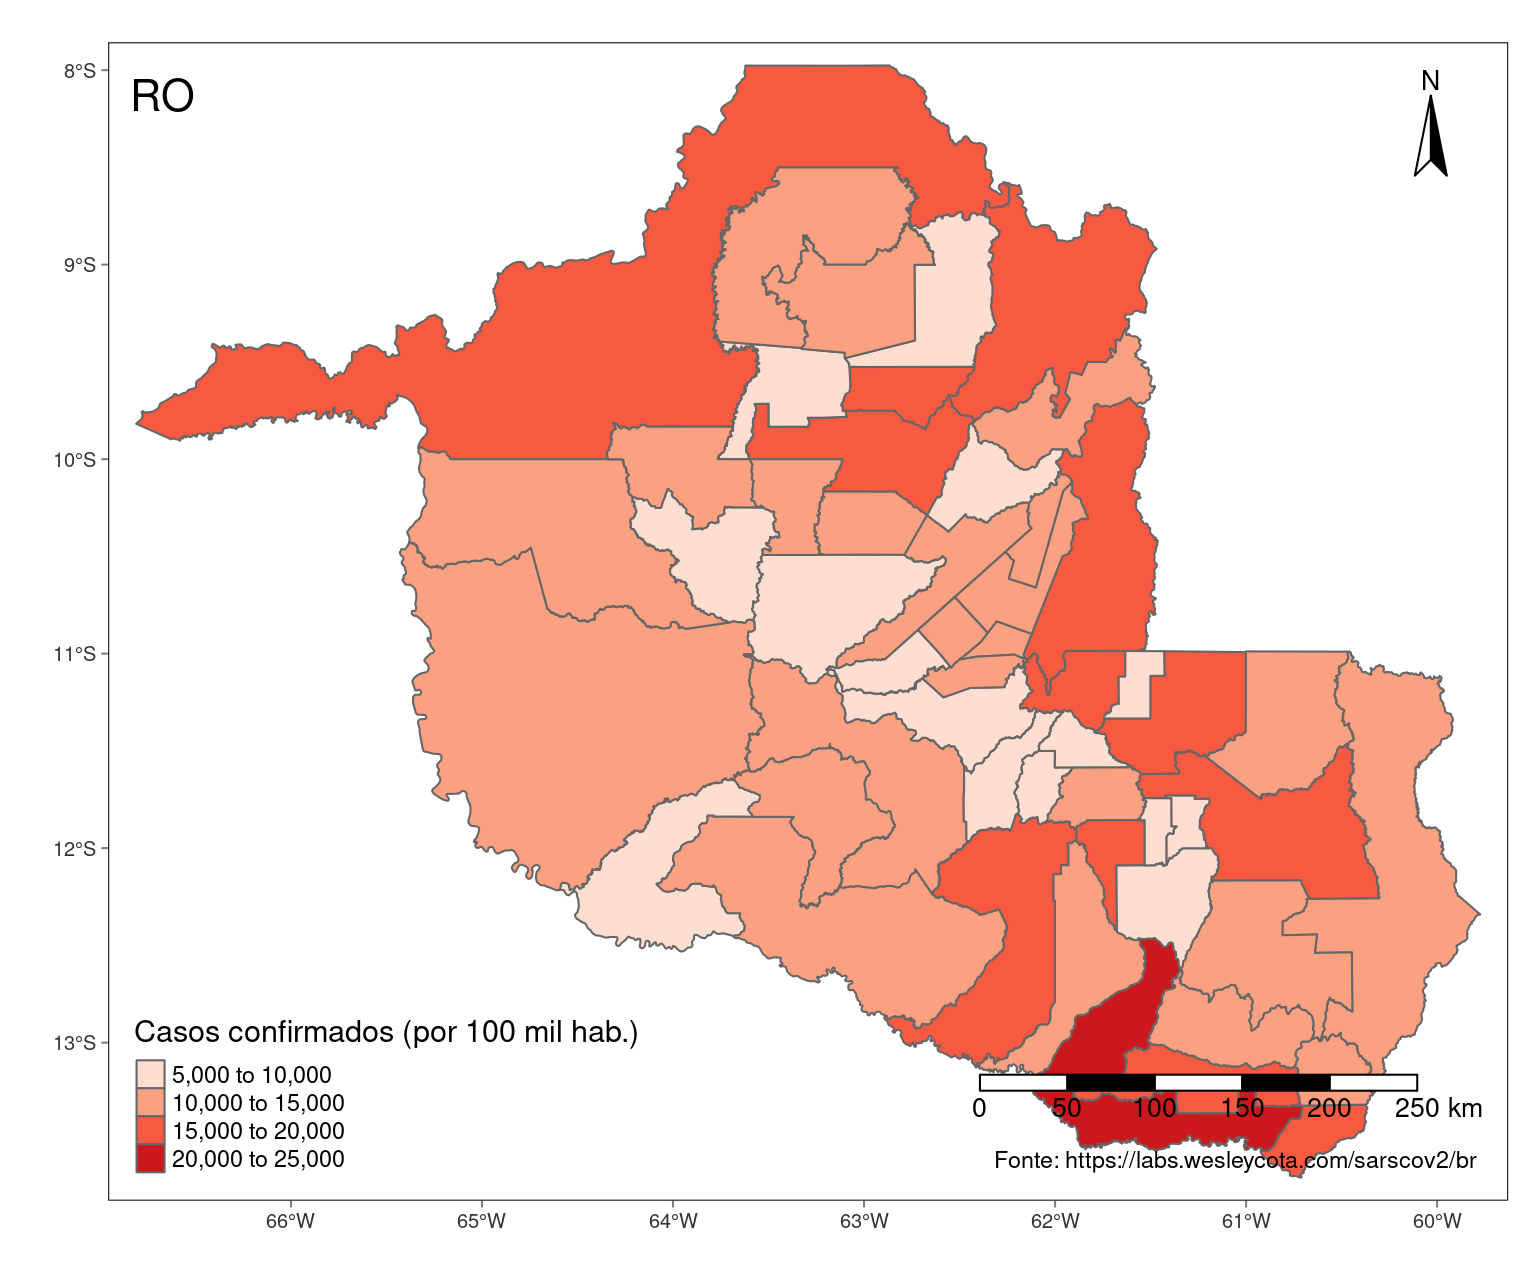 RO
N
8°S
9°S
10°S
11°S
12°S
13°S
Casos confirmados (por 100 mil hab.)
5,000 to 10,000
10,000 to 15,000
15,000 to 20,000
20,000 to 25,000
0 50 100 150 200 250 km
Fonte: https://labs.wesleycota.com/sarscov2/br
66°W 65°W 64°W 63°W 62°W 61°W 60°W